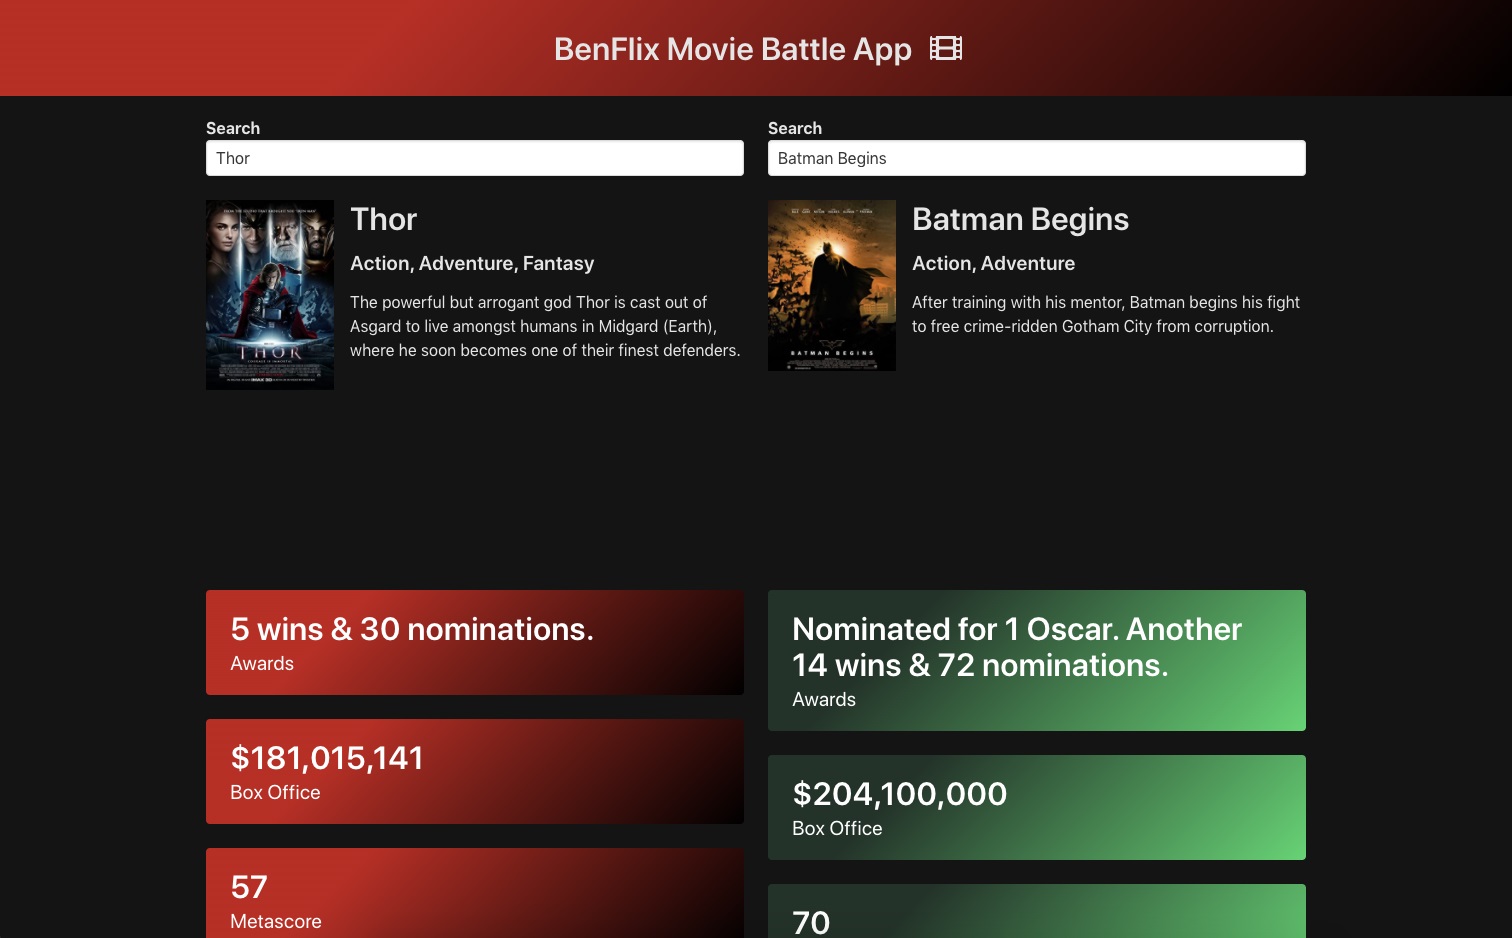 BenFlix Movie Battle App
Search
Thor
Thor
Action, Adventure, Fantasy
The powerful but arrogant god Thor is cast out of
Asgard to live amongst humans in Midgard (Earth),
where he soon becomes one of their finest defenders.
THOR
5 wins & 30 nominations.
Awards
$181,015,141
Box Office
57
Metascore
Search
Batman Begins
Batman Begins
Action, Adventure
After training with his mentor, Batman begins his fight
to free crime-ridden Gotham City from corruption.
BATMAN BEGINS
Nominated for 1 Oscar. Another
14 wins & 72 nominations.
Awards
$204,100,000
Box Office
70